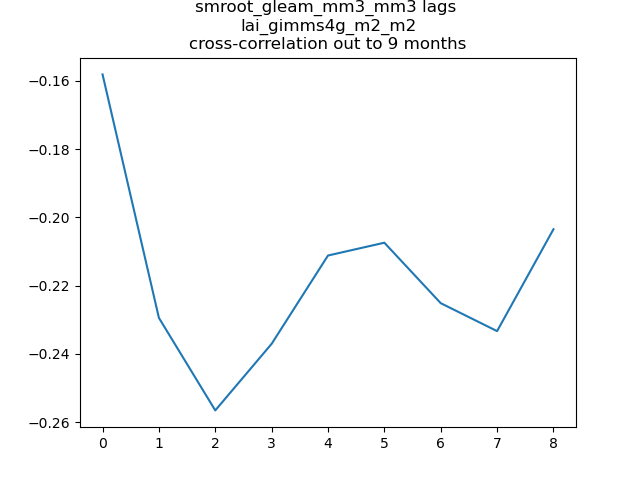 smroot_gleam_mm3_mm3 lags
lai_gimms4g_m2_m2
cross-correlation out to 9 months
−0.16
−0.18
−0.20
−0.22
−0.24
−0.26
0 1 2 3 4 5 6 7 8